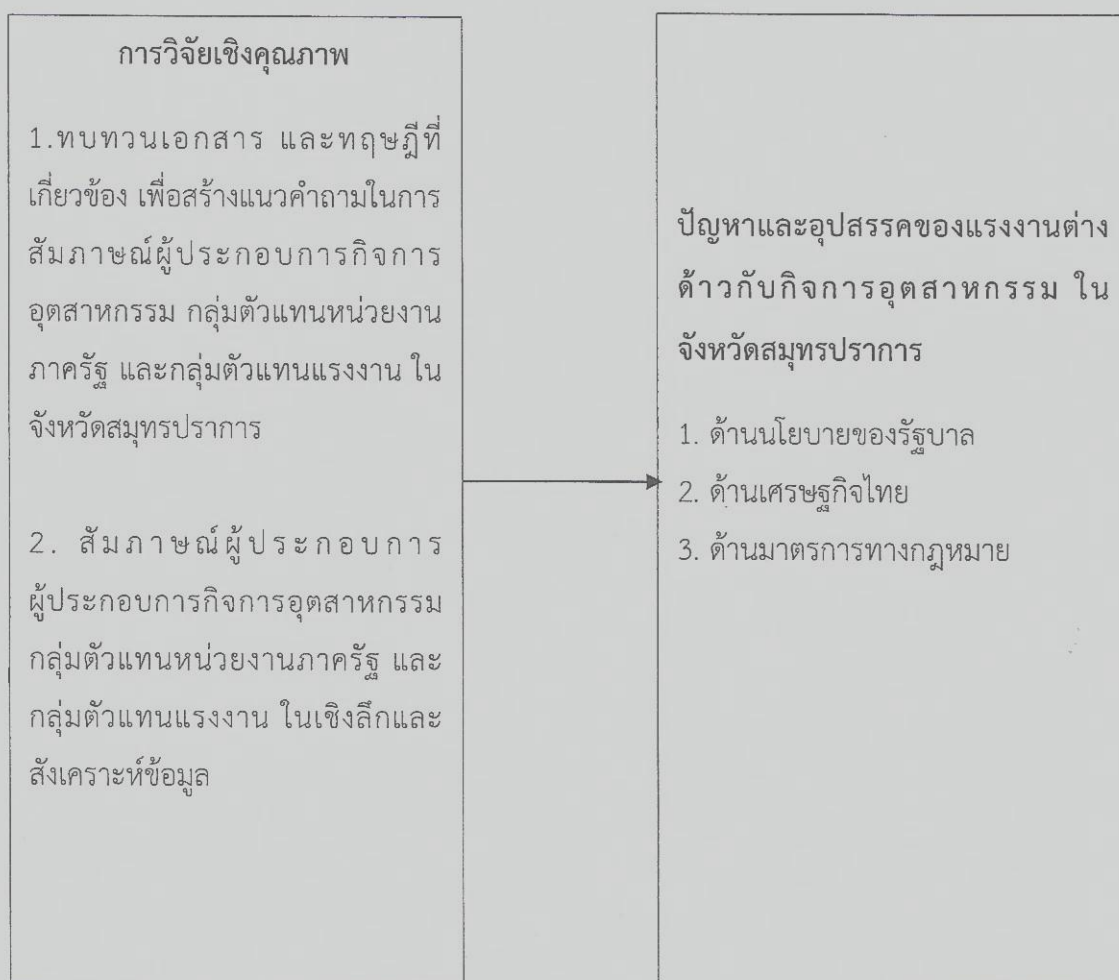 การวิจัยเชิงคุณภาพ
1.ทบทวนเอกสาร และทฤษฎีที่
เกี่ยวข้อง เพื่อสร้างแนวคำถามในการ
สัมภาษณ์ผู้ประกอบการกิจการ
อุตสาหกรรม กลุ่มตัวแทนหน่วยงาน
ภาครัฐ และกลุ่มตัวแทนแรงงาน ใน
จังหวัดสมุทรปราการ
2. สัมภาษณ์ผู้ประกอบการ
ผู้ประกอบการกิจการอุตสาหกรรม
กลุ่มตัวแทนหน่วยงานภาครัฐ และ
กลุ่มตัวแทนแรงงาน ในเชิงลึกและ
สังเคราะห์ข้อมูล
ปัญหาและอุปสรรคของแรงงานต่าง
ด้าวกับกิจการอุตสาหกรรม ใน
จังหวัดสมุทรปราการ
1. ด้านนโยบายของรัฐบาล
2. ด้านเศรษฐกิจไทย
3. ด้านมาตรการทางกฎหมาย